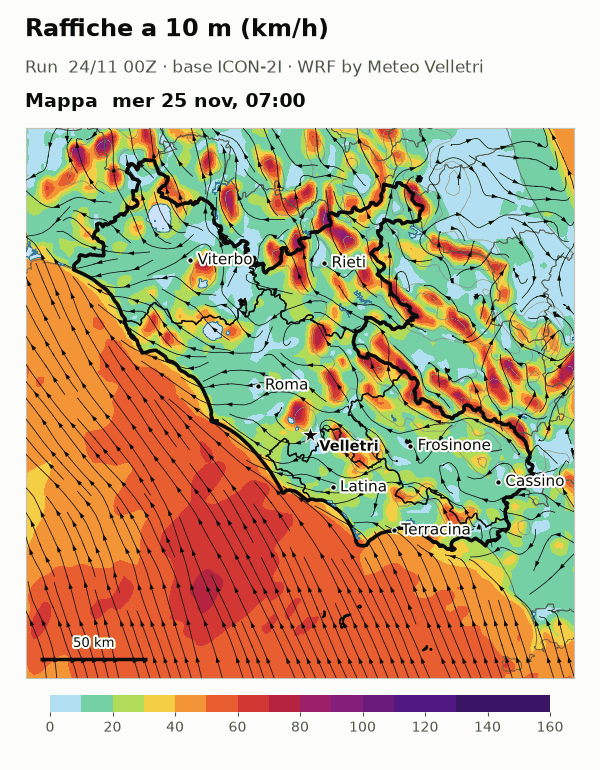 Raffiche a 10 m (km/h)
Run  24/11 00Z · base ICON-2I · WRF by Meteo Velletri
Mappa  mer 25 nov, 07:00
Viterbo
Rieti
Roma
Velletri
Frosinone
Latina
Cassino
Terracina
50 km
0 20 40 60 80 100 120 140 160